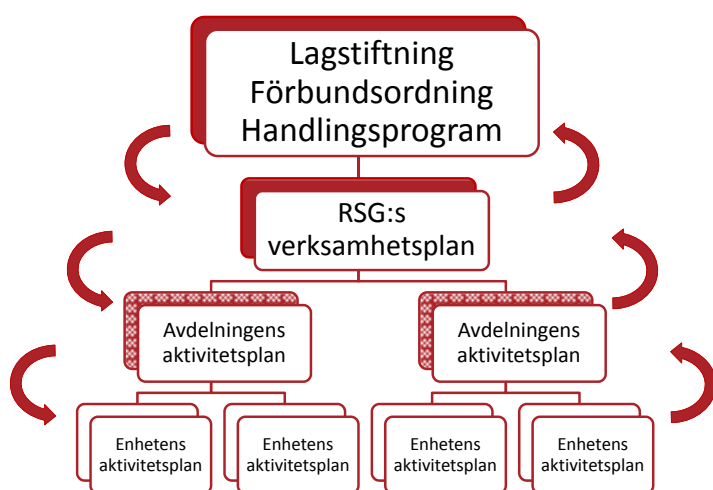 Lagstiftning
Förbundsordning
Handlingsprogram
RSG:s
verksamhetsplan
Avdelningens
aktivitetsplan
Avdelningens
aktivitetsplan
Enhetens
aktivitetsplan
Enhetens
aktivitetsplan
Enhetens
aktivitetsplan
Enhetens
aktivitetsplan